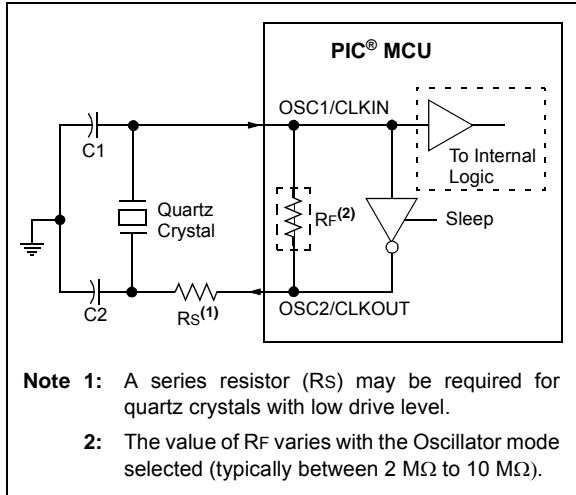 PIC® MCU
OSC1/CLKIN
C1
To Internal
Logic
Quartz
Crystal
RF(2)
Sleep
C2
RS(1)
OSC2/CLKOUT
Note 1: A series resistor (RS) may be required for
quartz crystals with low drive level.
2: The value of RF varies with the Oscillator mode
selected (typically between 2 MΩ to 10 MΩ).